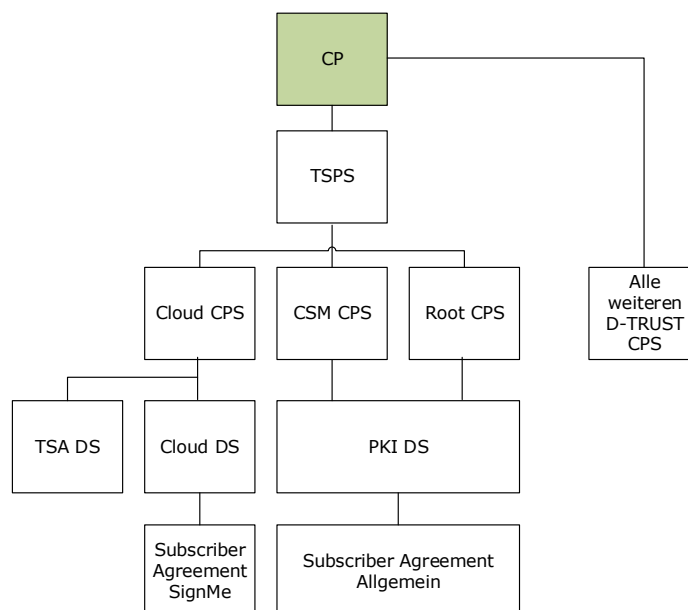 CP
TSPS
Cloud CPS
CSM CPS
Root CPS
Alle
weiteren
D-TRUST
CPS
TSA DS
Cloud DS
PKI DS
Subscriber
Agreement
SignMe
Subscriber Agreement
Allgemein